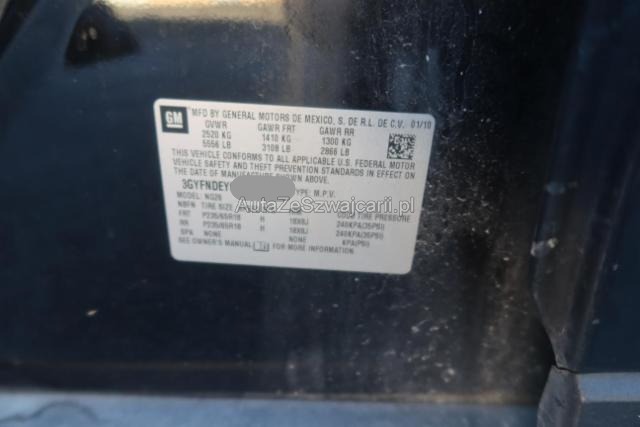 GM
MFD BY GENERAL MOTORS DE MEXICO, S. DE R.L. DE C.V. 01/10
GVWR GAWR FRT GAWR RR
2520 KG 1410 KG 1300 KG
5556 LB 3108 LB 2866 LB
THIS VEHICLE CONFORMS TO ALL APPLICABLE U.S. FEDERAL MOTOR
VEHICLE SAFETY AND THEFT PREVENTION STANDARDS IN EFFECT ON
THE DATE OF MANUFACTURE SHOWN ABOVE.
3GYFNDEY TYPE: M.P.V.
AutaZeSzwajcarii.pl
MODEL: NG26
NBFN TIRE SIZE COLD TIRE PRESSURE
FRT P235/65R18 H 18X8J 240KPA(35PSI)
RR P235/65R18 H 18X8J 240KPA(35PSI)
SPA NONE NONE KPA(PSI)
SEE OWNER'S MANUAL FOR MORE INFORMATION.